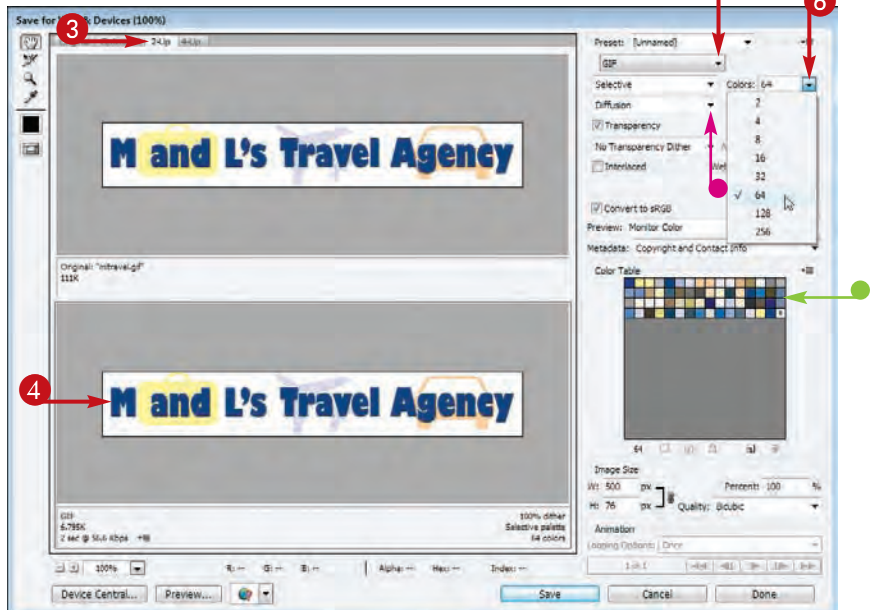 Save for Web & Devices (100%)
3
6
2-Up 4-Up
Preset: [Unnamed]
GIF
Selective
Colors: 64
Diffusion
Transparency
No Transparency Dither
Interlaced
Convert to sRGB
Preview: Monitor Color
Metadata: Copyright and Contact Info
2
4
8
16
32
√ 64
128
256
M and L's Travel Agency
Original: "mltravel.gif"
111K
Color Table
4
M and L's Travel Agency
64
Image Size
W: 500 px
Percent: 100 %
H: 76 px
Quality: Bicubic
GIF
6.795K
2 sec @ 56.6 Kbps
100% dither
Selective palette
64 colors
Animation
Looping Options: Once
1 of 1
100%
R: -- G: -- B: -- Alpha: -- Hex: -- Index: --
Device Central... Preview...
Save Cancel Done